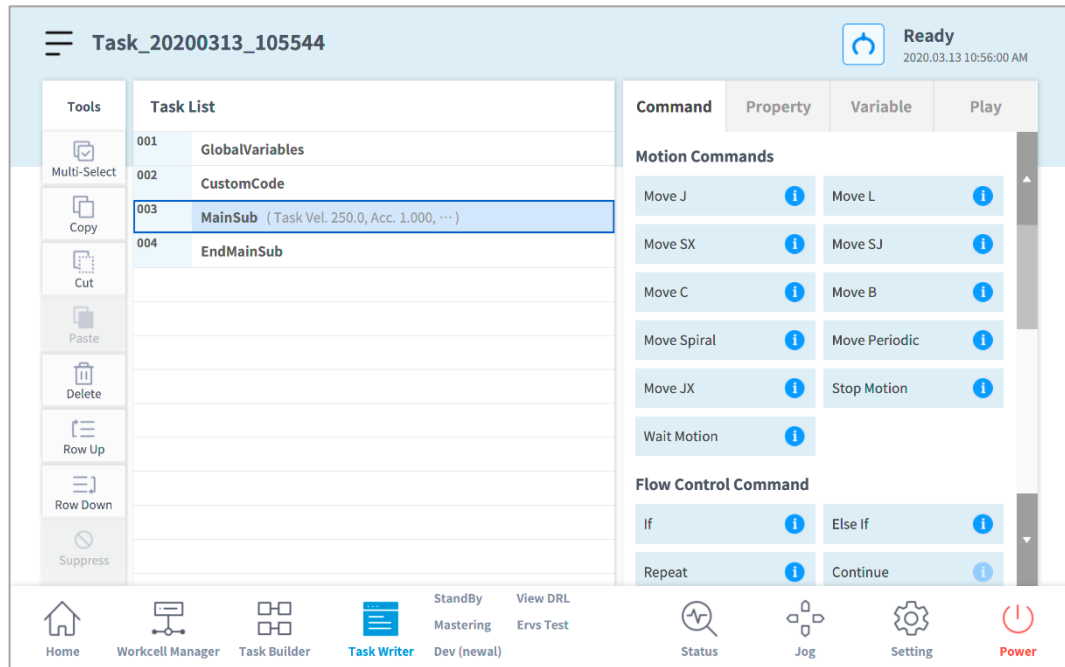 Task_20200313_105544
Ready
2020.03.13 10:56:00 AM
Tools
Multi-Select
Copy
Cut
Paste
Delete
Row Up
Row Down
Suppress
Task List
001 GlobalVariables
002 CustomCode
003 MainSub ( Task Vel. 250.0, Acc. 1.000, ··· )
004 EndMainSub
Command Property Variable Play
Motion Commands
Move J i Move L i
Move SX i Move SJ i
Move C i Move B i
Move Spiral i Move Periodic i
Move JX i Stop Motion i
Wait Motion i
Flow Control Command
If i Else If i
Repeat i Continue i
Home
Workcell Manager
Task Builder
Task Writer
StandBy View DRL
Mastering Ervs Test
Dev (newal)
Status
Jog
Setting
Power